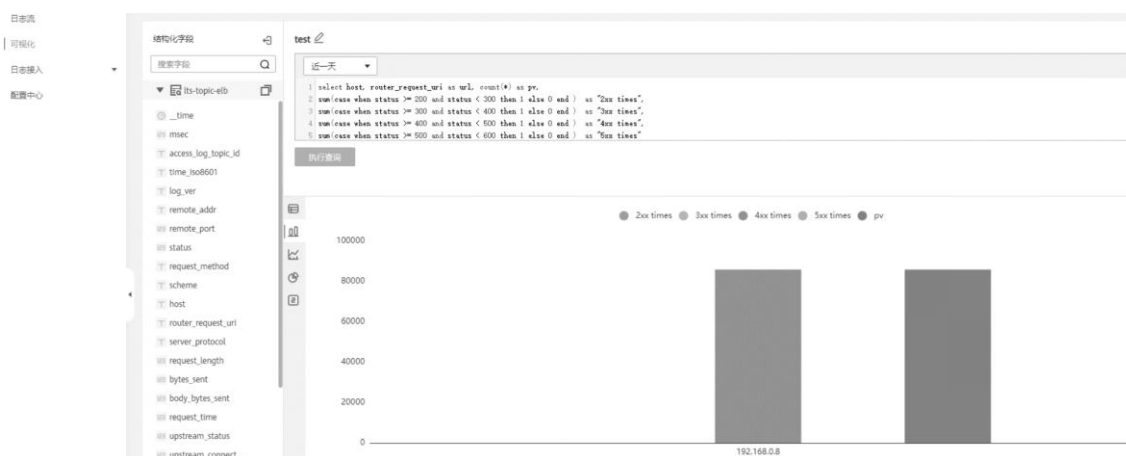 日志流
可视化
日志接入
配置中心
结构化字段
搜索字段
lts-topic-elb
__time
msec
access_log_topic_id
time_iso8601
log_ver
remote_addr
remote_port
status
request_method
scheme
host
router_request_uri
server_protocol
request_length
bytes_sent
body_bytes_sent
request_time
upstream_status
upstream_connect
test
近一天
1 select host, router_request_uri as url, count(*) as pv,
2 sum(case when status >= 200 and status < 300 then 1 else 0 end ) as "2xx times",
3 sum(case when status >= 300 and status < 400 then 1 else 0 end ) as "3xx times",
4 sum(case when status >= 400 and status < 500 then 1 else 0 end ) as "4xx times",
5 sum(case when status >= 500 and status < 600 then 1 else 0 end ) as "5xx times"
执行查询
2xx times 3xx times 4xx times 5xx times pv
100000
80000
60000
40000
20000
0
192.168.0.8